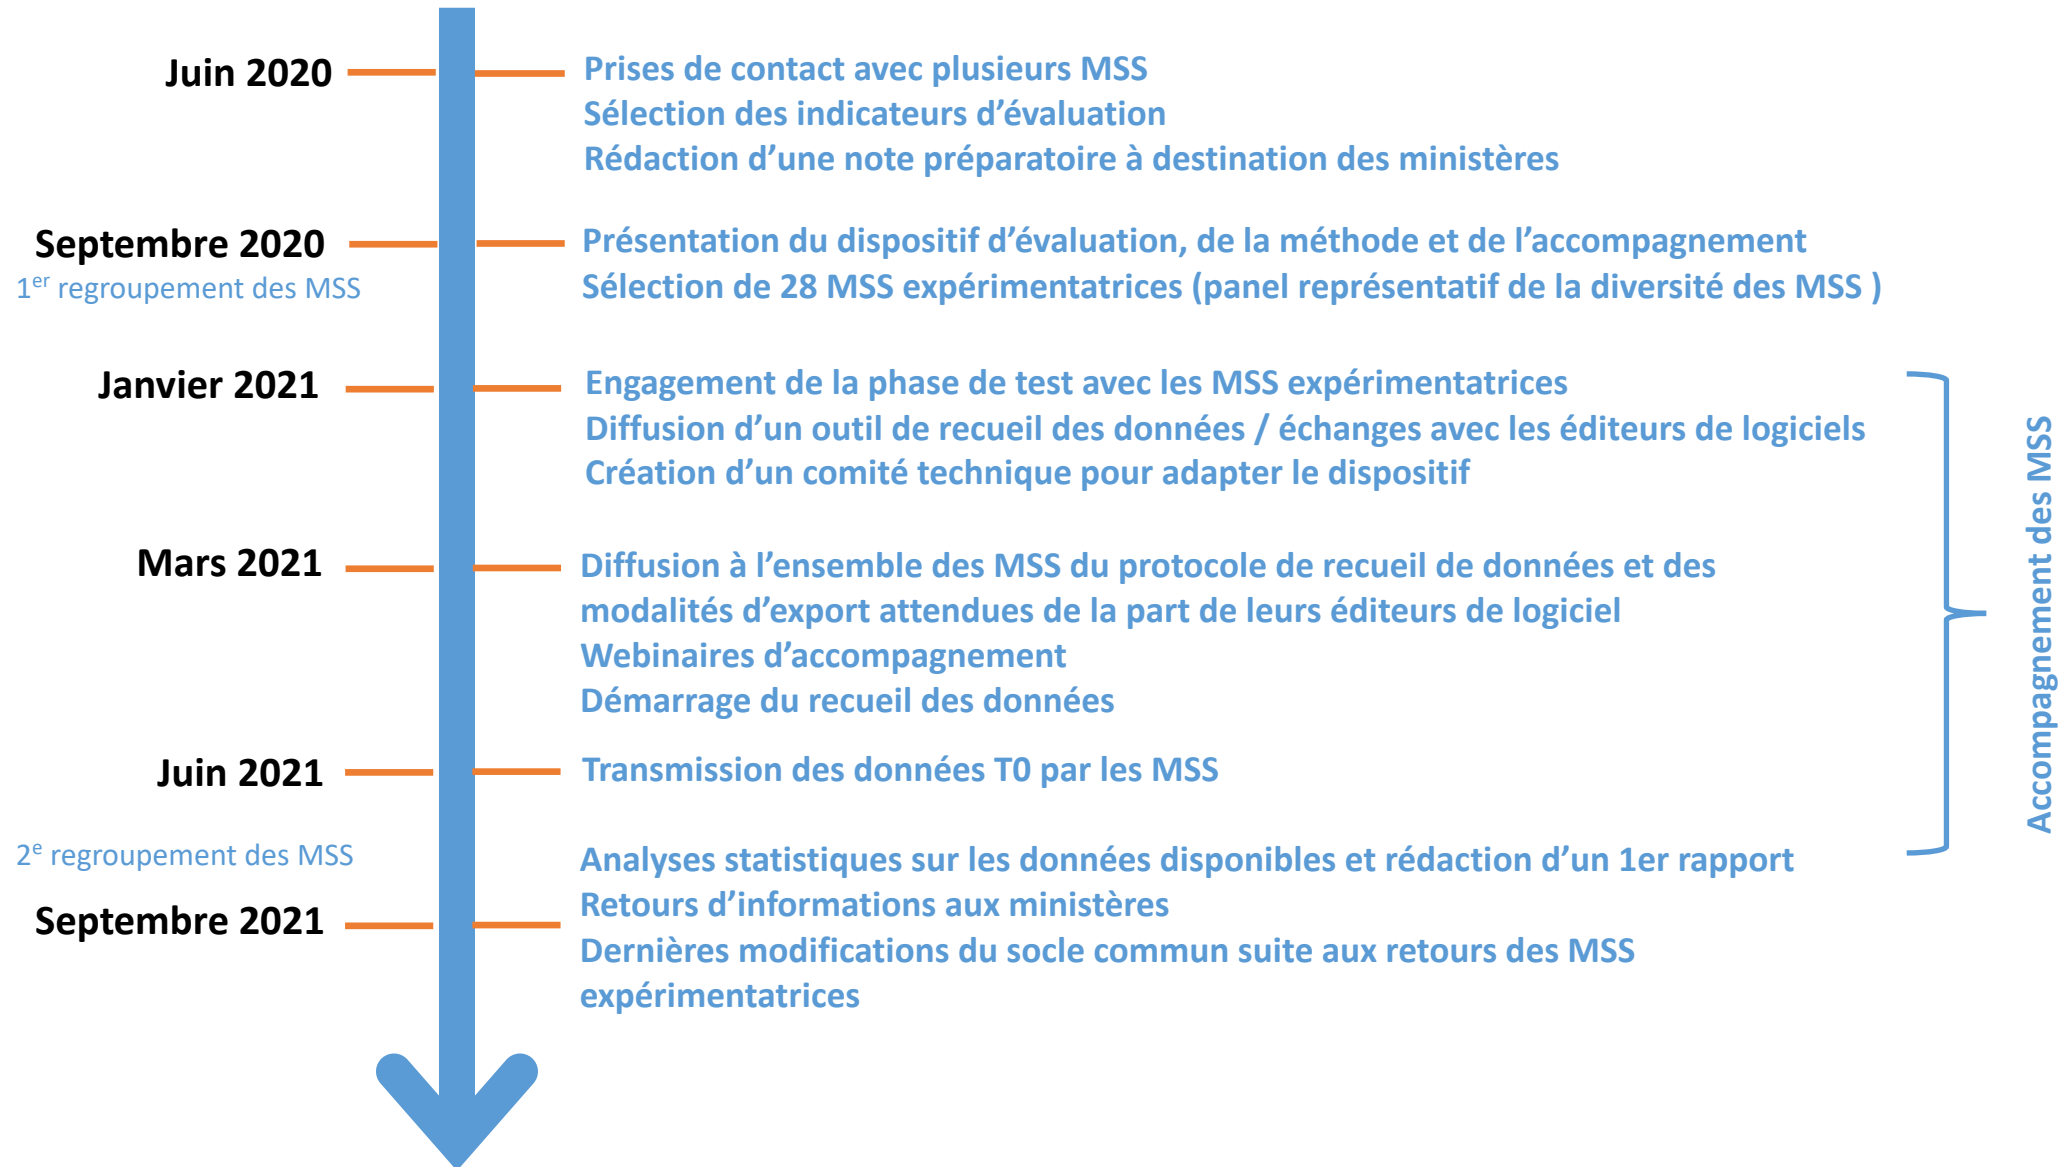 Juin 2020
Prises de contact avec plusieurs MSS
Sélection des indicateurs d’évaluation
Rédaction d’une note préparatoire à destination des ministères
Septembre 2020
1er regroupement des MSS
Présentation du dispositif d’évaluation, de la méthode et de l’accompagnement
Sélection de 28 MSS expérimentatrices (panel représentatif de la diversité des MSS )
Janvier 2021
Engagement de la phase de test avec les MSS expérimentatrices
Diffusion d’un outil de recueil des données / échanges avec les éditeurs de logiciels
Création d’un comité technique pour adapter le dispositif
Mars 2021
Diffusion à l’ensemble des MSS du protocole de recueil de données et des
modalités d’export attendues de la part de leurs éditeurs de logiciel
Webinaires d’accompagnement
Démarrage du recueil des données
Juin 2021
Transmission des données T0 par les MSS
2e regroupement des MSS
Septembre 2021
Analyses statistiques sur les données disponibles et rédaction d’un 1er rapport
Retours d’informations aux ministères
Dernières modifications du socle commun suite aux retours des MSS
expérimentatrices
Accompagnement des MSS